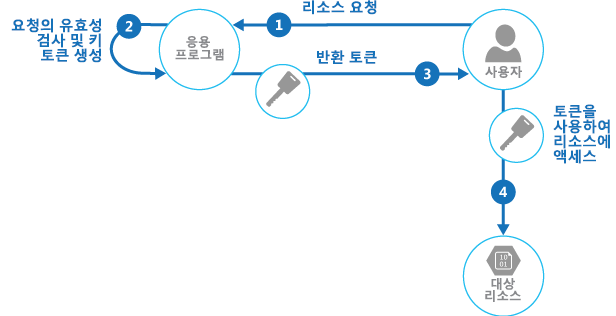 리소스 요청
1
2
요청의 유효성
검사 및 키
토큰 생성
응용
프로그램
사용자
반환 토큰
3
토큰을
사용하여
리소스에
액세스
4
10
01
대상
리소스